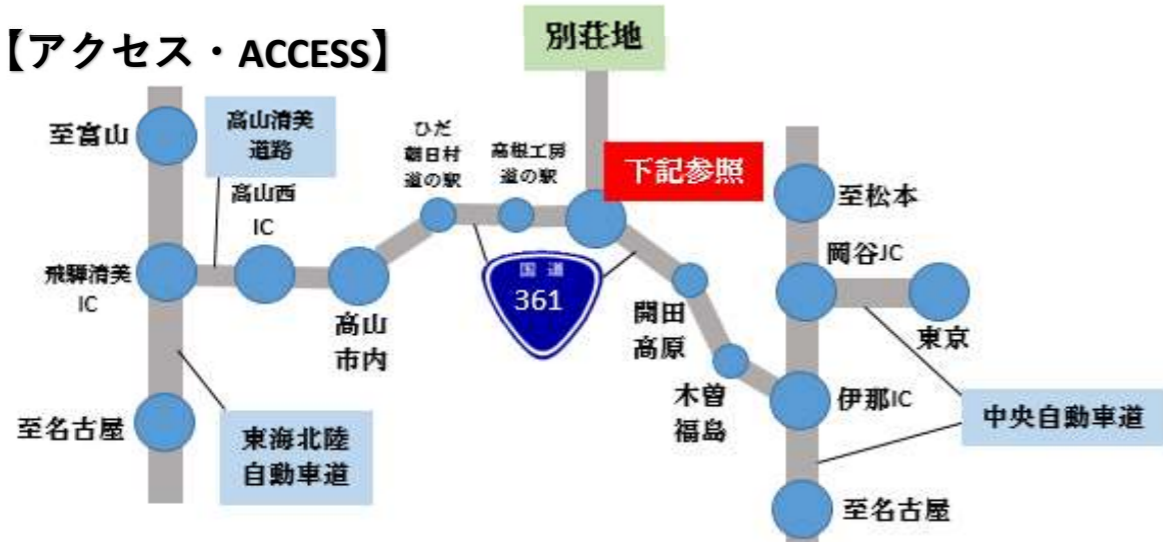 【アクセス・ACCESS】
別荘地
至富山
高山清美
道路
高山西
IC
ひだ
朝日村
道の駅
高根工房
道の駅
下記参照
至松本
岡谷JC
飛騨清美
IC
国道
361
高山
市内
開田
高原
東京
木曽
福島
伊那IC
中央自動車道
至名古屋
東海北陸
自動車道
至名古屋